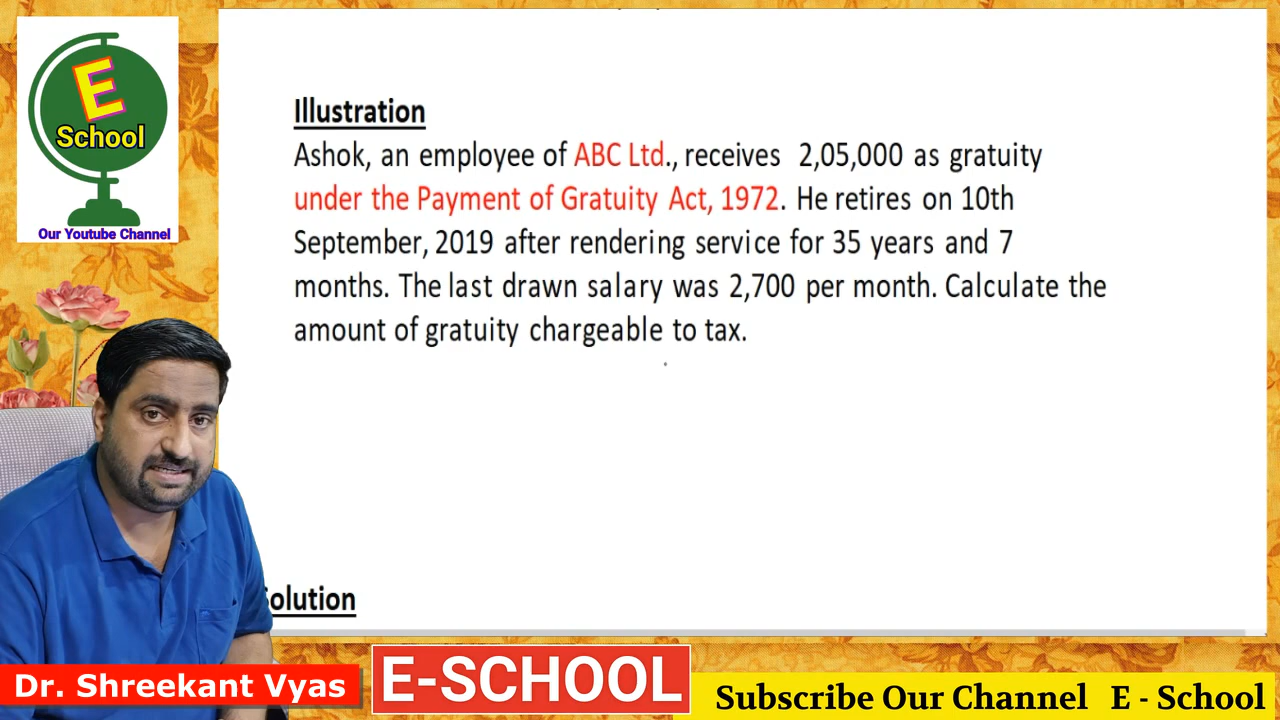 E
School
Our Youtube Channel
Illustration
Ashok, an employee of ABC Ltd., receives 2,05,000 as gratuity
under the Payment of Gratuity Act, 1972. He retires on 10th
September, 2019 after rendering service for 35 years and 7
months. The last drawn salary was 2,700 per month. Calculate the
amount of gratuity chargeable to tax.
Solution
Dr. Shreekant Vyas
E-SCHOOL
Subscribe Our Channel E - School